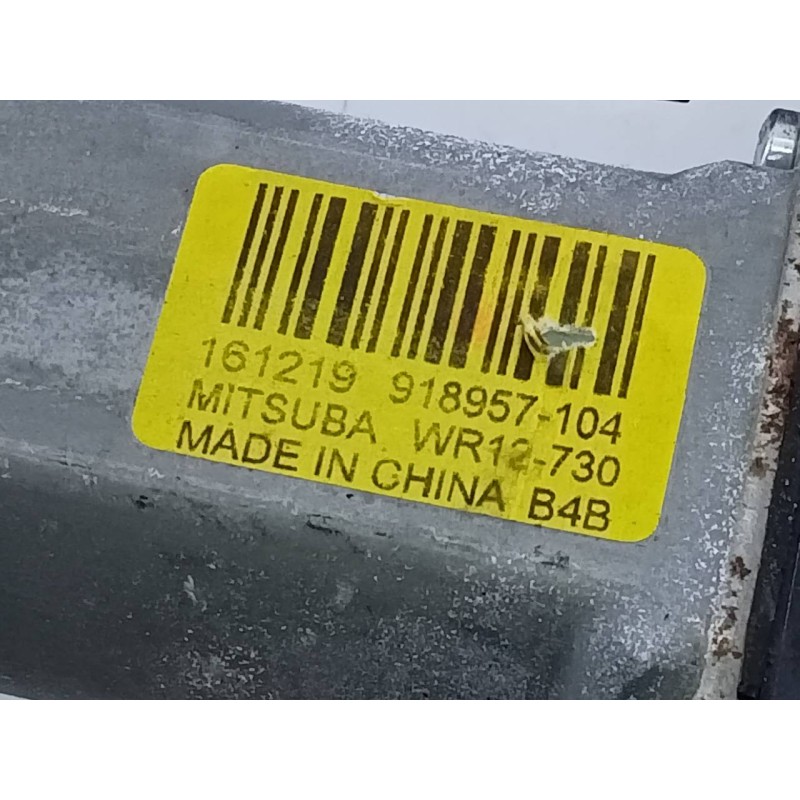 161219 918957-104
MITSUBA WR12-730
MADE IN CHINA B4B